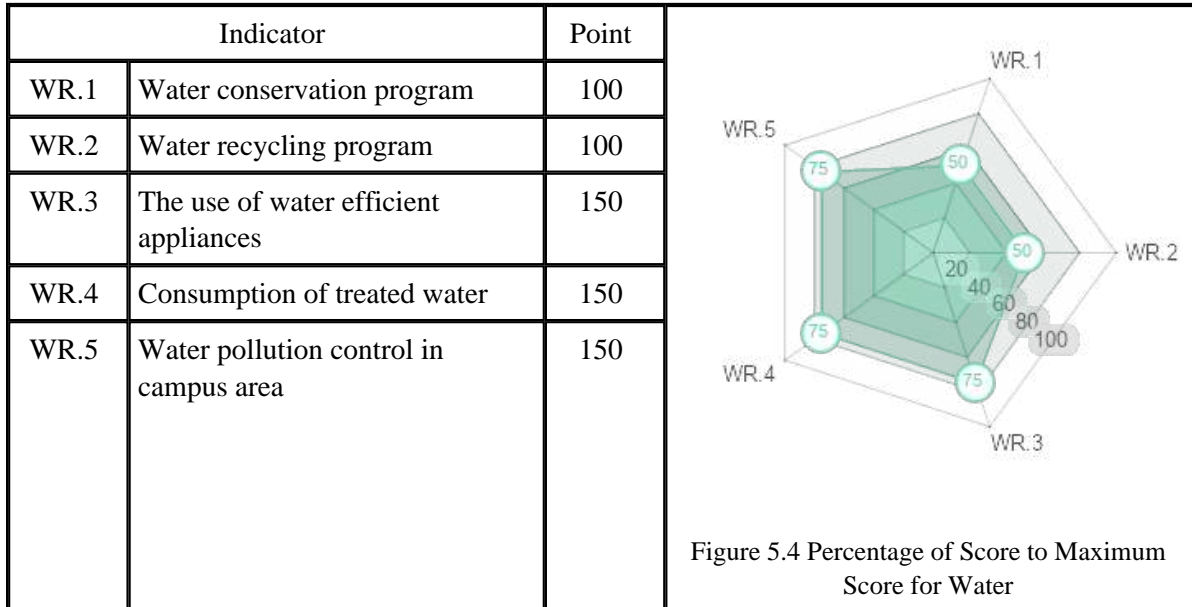 Indicator Point
WR.1 Water conservation program 100
WR.2 Water recycling program 100
WR.3 The use of water efficient
appliances 150
WR.4 Consumption of treated water 150
WR.5 Water pollution control in
campus area 150
WR.1
WR.5
75
50
50
WR.2
20
40
60
80
100
75
WR.4
75
WR.3
Figure 5.4 Percentage of Score to Maximum
Score for Water